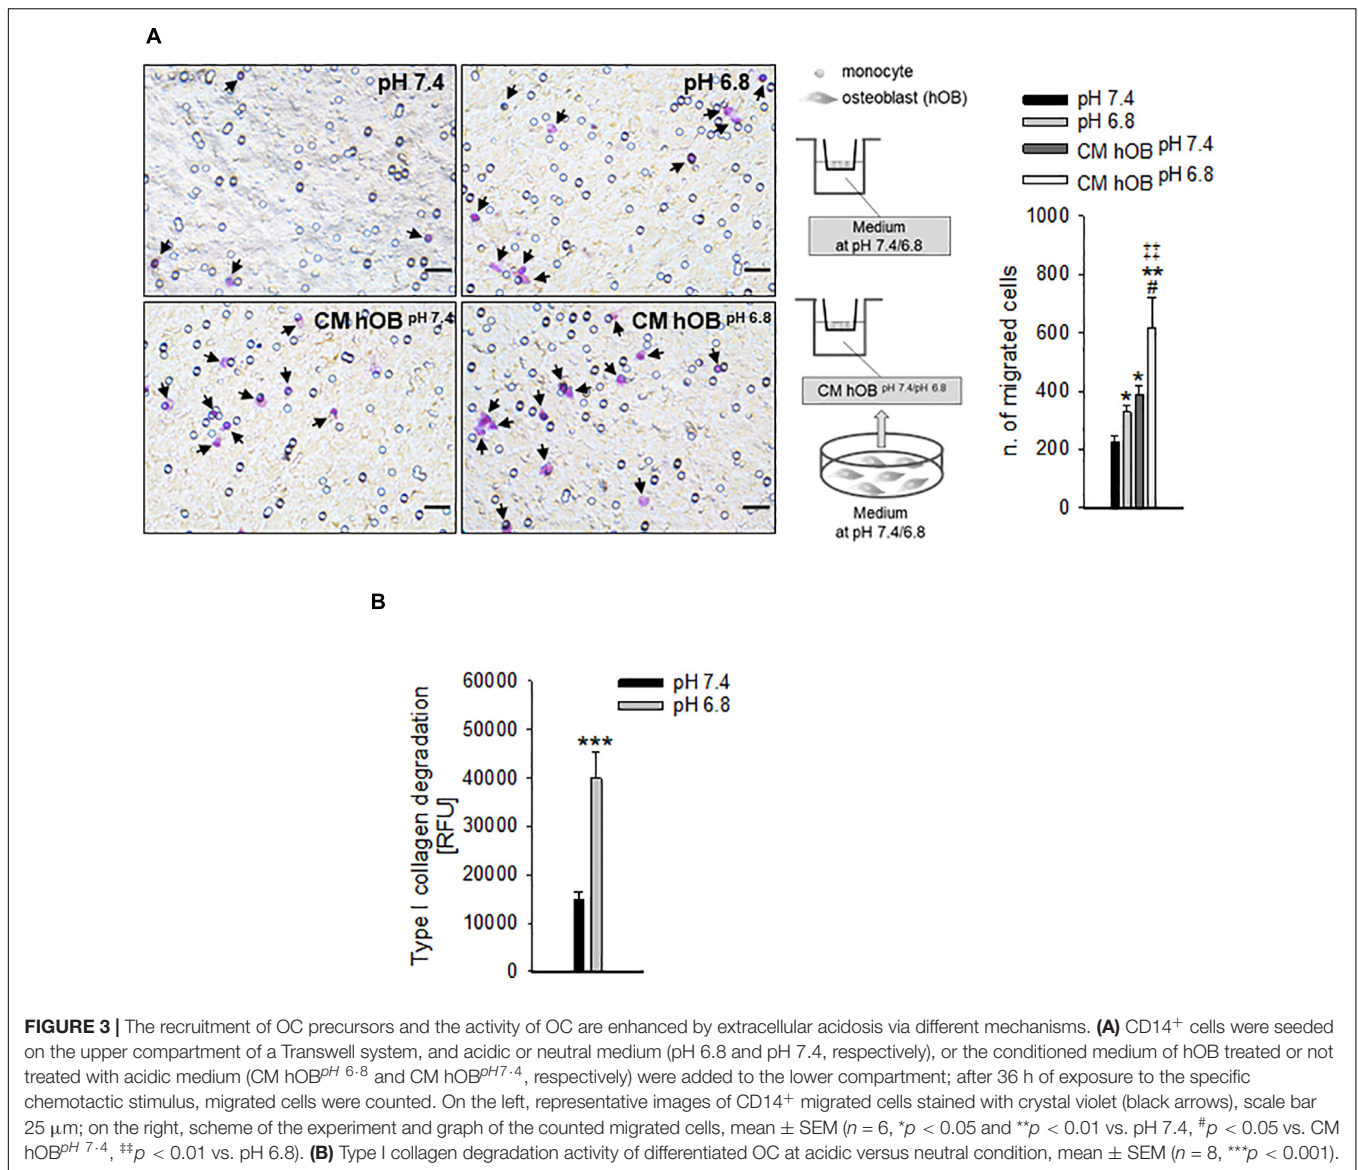 A
pH 7.4
pH 6.8
CM hOB pH 7.4
CM hOB pH 6.8
monocyte
osteoblast (hOB)
Medium
at pH 7.4/6.8
CM hOB pH 7.4/pH 6.8
Medium
at pH 7.4/6.8
pH 7.4
pH 6.8
CM hOB pH 7.4
CM hOB pH 6.8
n. of migrated cells
1000
800
600
400
200
0
*
*
‡‡
**
#
B
Type I collagen degradation
[RFU]
60000
50000
40000
30000
20000
10000
0
***
pH 7.4
pH 6.8
FIGURE 3 | The recruitment of OC precursors and the activity of OC are enhanced by extracellular acidosis via different mechanisms. (A) CD14+ cells were seeded
on the upper compartment of a Transwell system, and acidic or neutral medium (pH 6.8 and pH 7.4, respectively), or the conditioned medium of hOB treated or not
treated with acidic medium (CM hOBpH 6·8 and CM hOBpH7·4, respectively) were added to the lower compartment; after 36 h of exposure to the specific
chemotactic stimulus, migrated cells were counted. On the left, representative images of CD14+ migrated cells stained with crystal violet (black arrows), scale bar
25 μm; on the right, scheme of the experiment and graph of the counted migrated cells, mean ± SEM (n = 6, *p < 0.05 and **p < 0.01 vs. pH 7.4, #p < 0.05 vs. CM
hOBpH 7·4, ‡‡p < 0.01 vs. pH 6.8). (B) Type I collagen degradation activity of differentiated OC at acidic versus neutral condition, mean ± SEM (n = 8, ***p < 0.001).